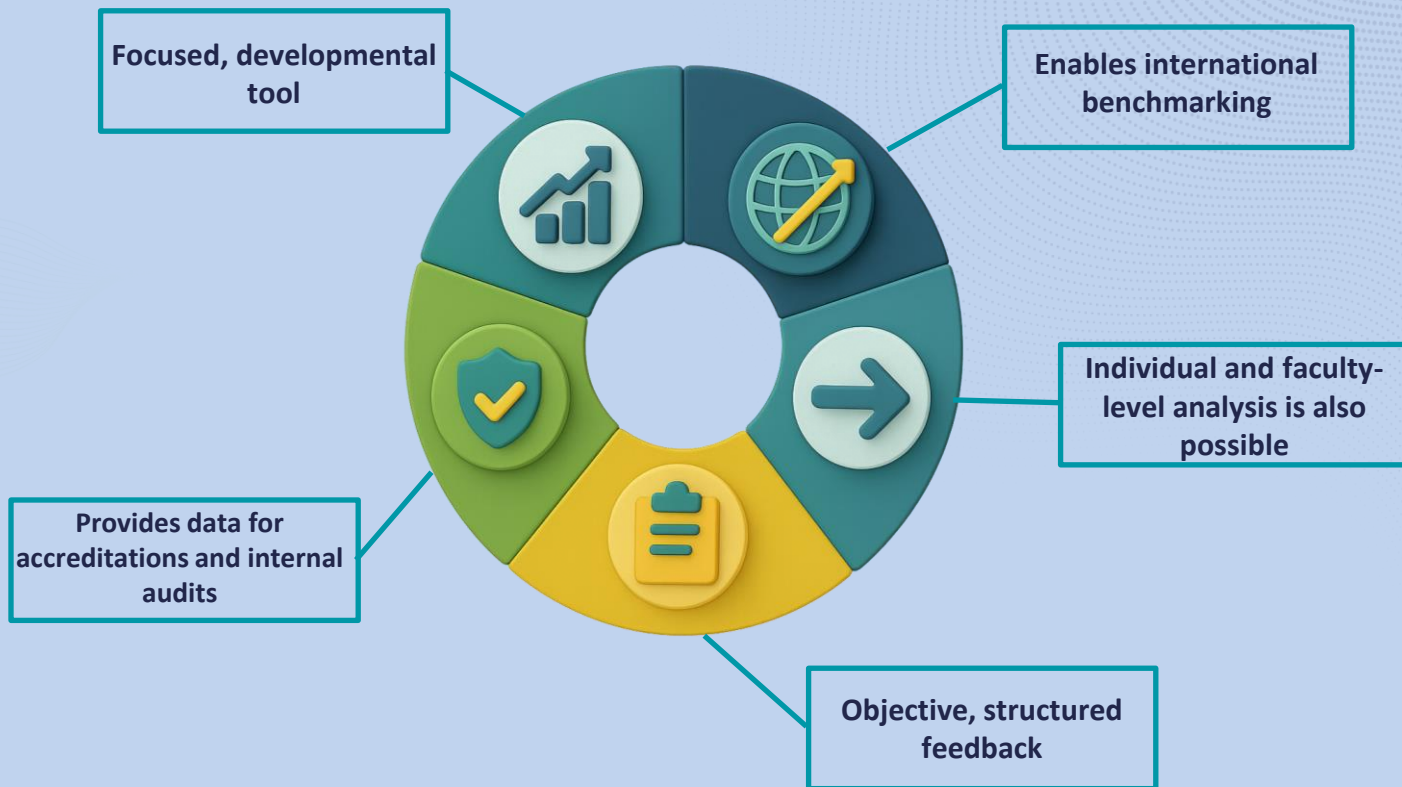 Focused, developmental
tool
Enables international
benchmarking
Individual and faculty-
level analysis is also
possible
Provides data for
accreditations and internal
audits
Objective, structured
feedback